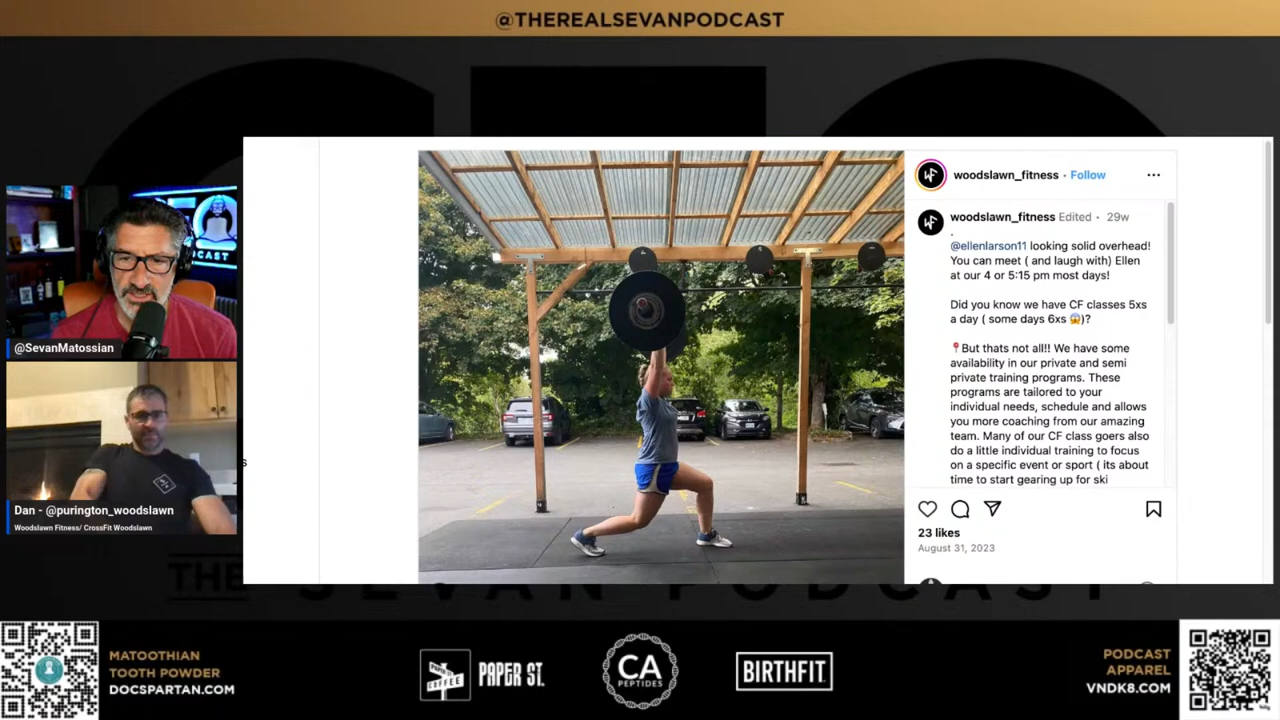 @THEREALSEVANPODCAST
CAST
@SevanMatossian
Dan - @purington_woodslawn
Woodslawn Fitness/ CrossFit Woodslawn
s
woodslawn_fitness • Follow
woodslawn_fitness Edited • 29w
.
@ellenlarson11 looking solid overhead!
You can meet ( and laugh with) Ellen
at our 4 or 5:15 pm most days!
Did you know we have CF classes 5xs
a day ( some days 6xs 😱)?
📍But thats not all!! We have some
availability in our private and semi
private training programs. These
programs are tailored to your
individual needs, schedule and allows
you more coaching from our amazing
team. Many of our CF class goers also
do a little individual training to focus
on a specific event or sport ( its about
time to start gearing up for ski
23 likes
August 31, 2023
THE SEVAN PODCAST
MATOOTHIAN
TOOTH POWDER
DOCSPARTAN.COM
COFFEE
PAPER ST.
CA
PEPTIDES
BIRTHFIT
PODCAST
APPAREL
VNDK8.COM